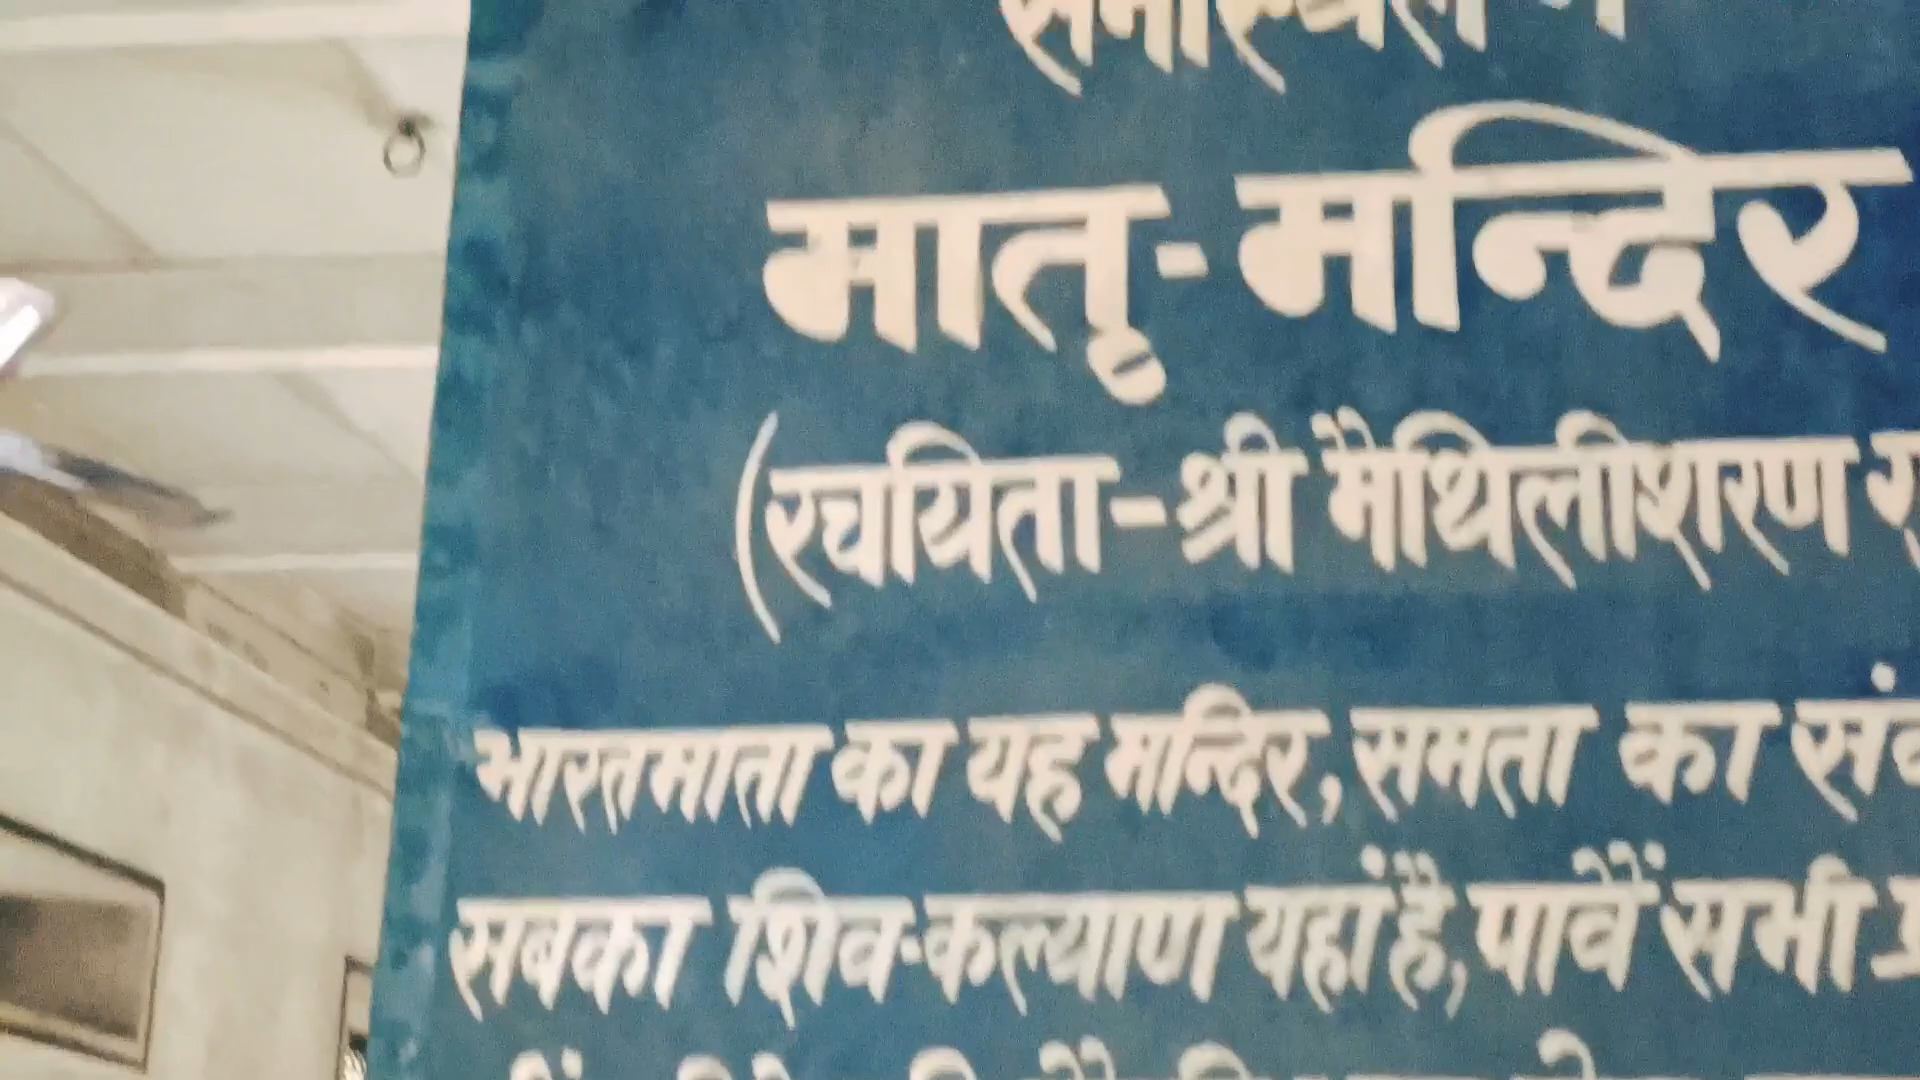 मातृ-मन्दिर
(रचयिता-श्री मैथिलीशरण
भारतमाता का यह मन्दिर, समता का
सबका शिव-कल्याण यहां है, पावें सभी